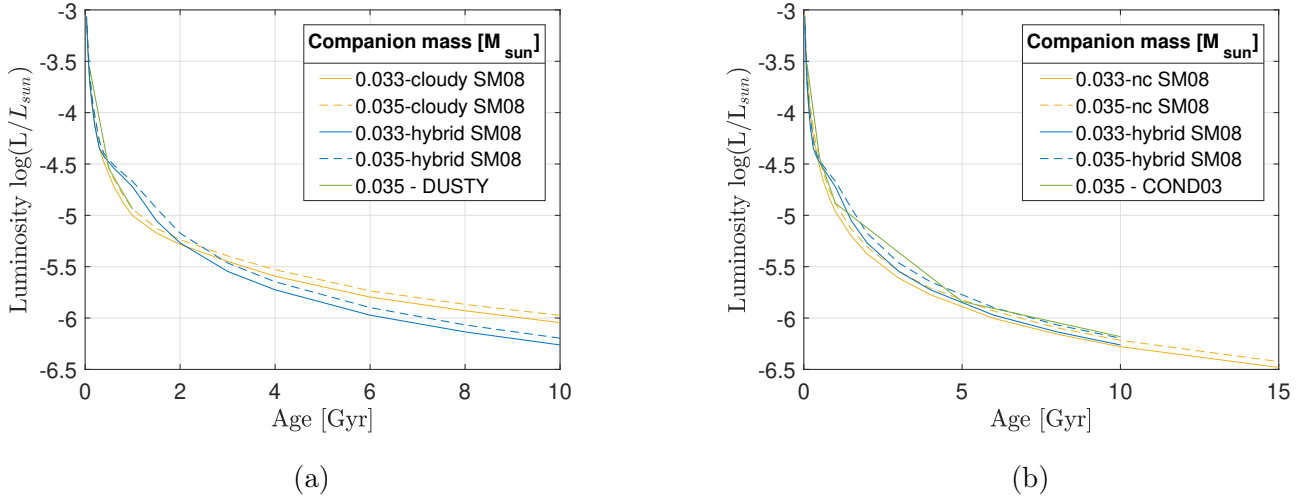 -3
-3.5
-4
-4.5
-5
-5.5
-6
-6.5
Luminosity log(L/L_sun)
0
2
4
6
8
10
Age [Gyr]
Companion mass [M_sun]
0.033-cloudy SM08
0.035-cloudy SM08
0.033-hybrid SM08
0.035-hybrid SM08
0.035 - DUSTY
(a)
-3
-3.5
-4
-4.5
-5
-5.5
-6
-6.5
Luminosity log(L/L_sun)
0
5
10
15
Age [Gyr]
Companion mass [M_sun]
0.033-nc SM08
0.035-nc SM08
0.033-hybrid SM08
0.035-hybrid SM08
0.035 - COND03
(b)